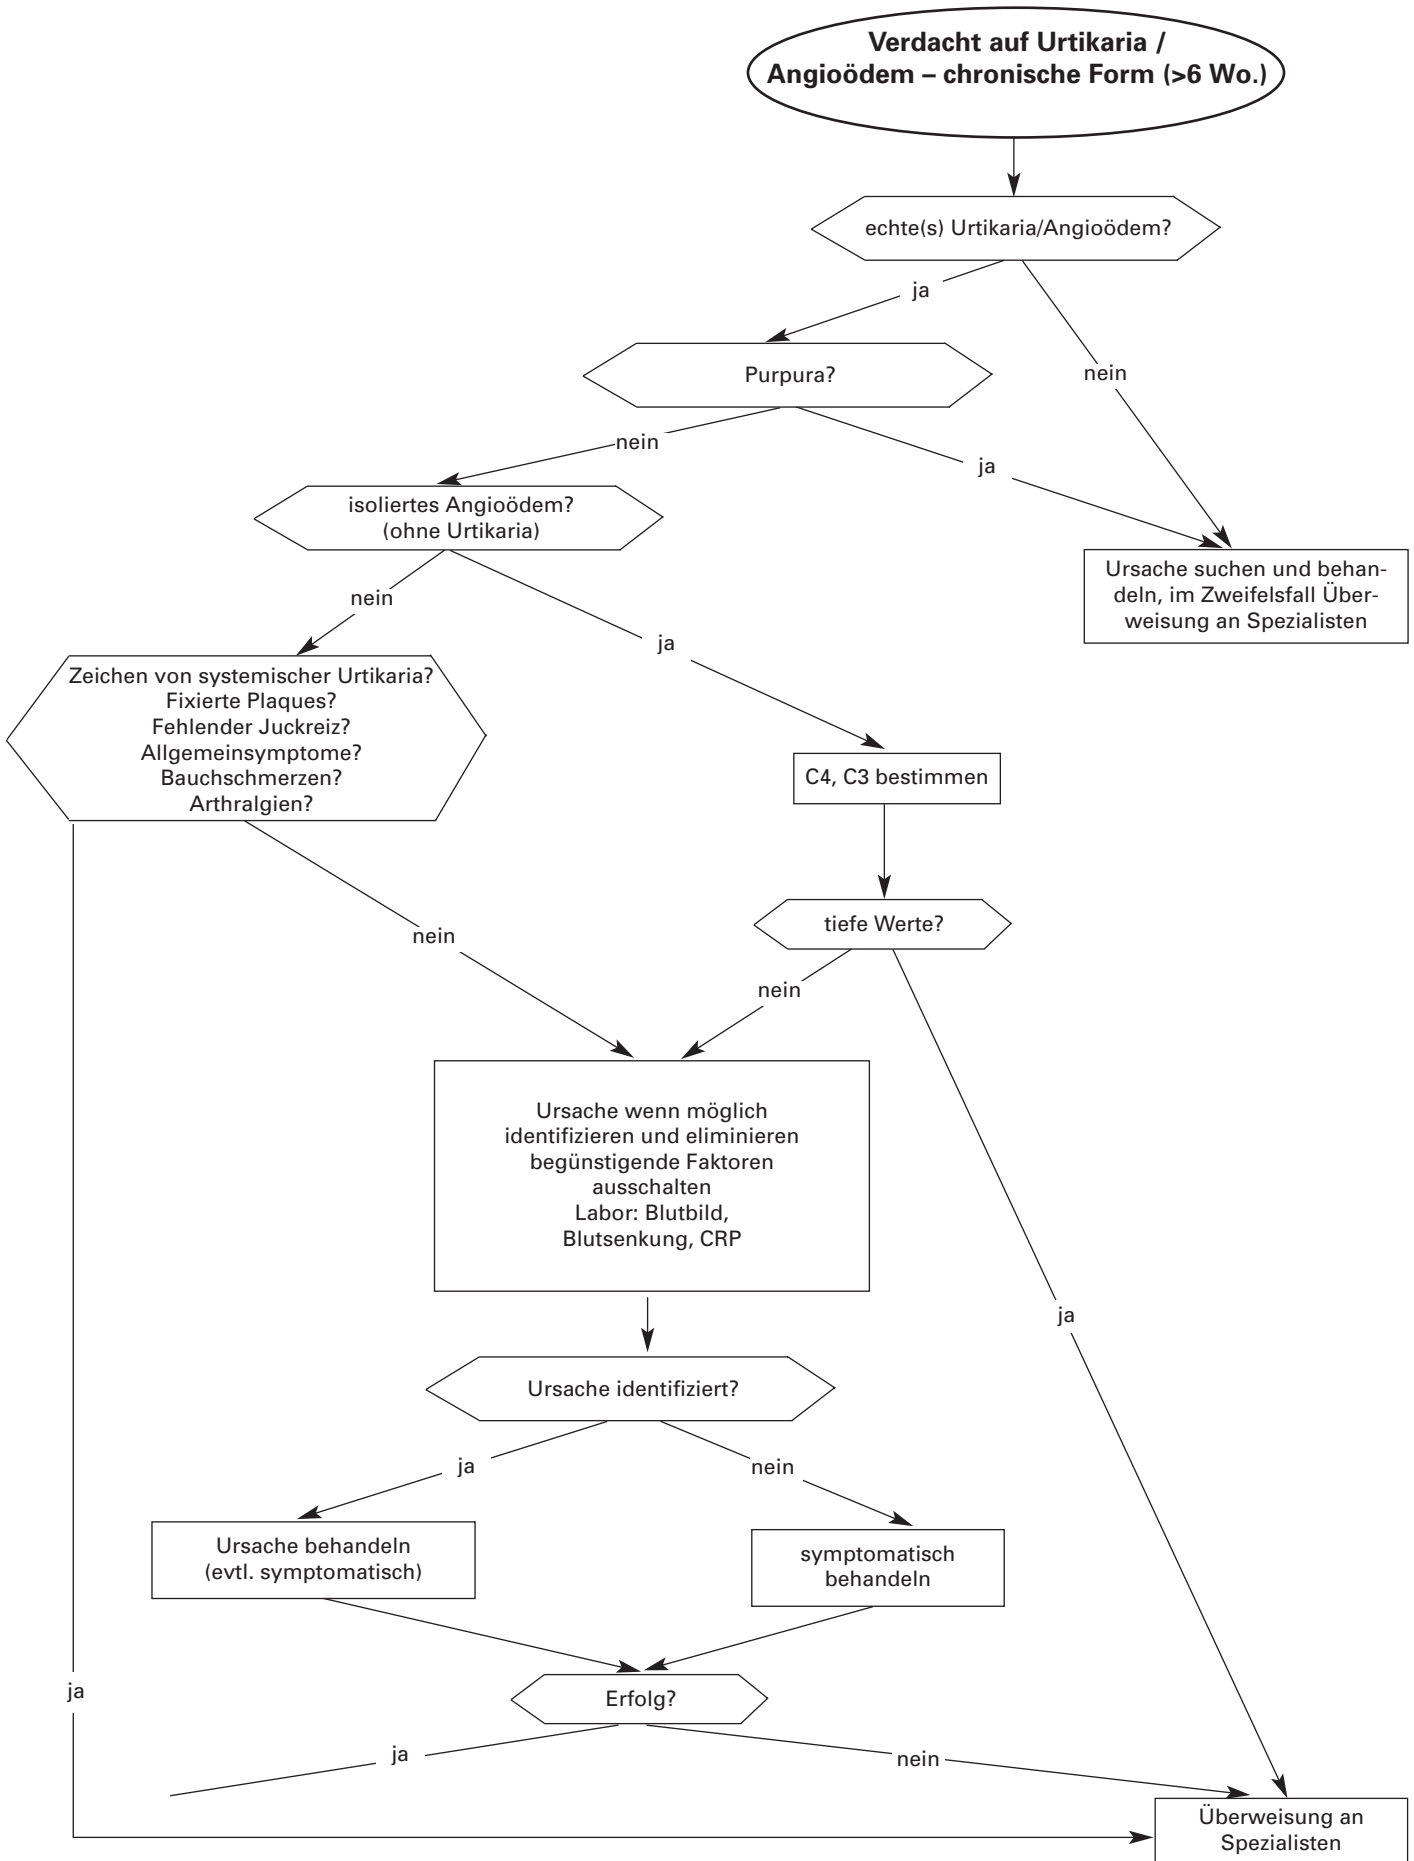 Verdacht auf Urtikaria /
Angioödem – chronische Form (>6 Wo.)
echte(s) Urtikaria/Angioödem?
ja
nein
Purpura?
nein
ja
isoliertes Angioödem?
(ohne Urtikaria)
Ursache suchen und behan-
deln, im Zweifelsfall Über-
weisung an Spezialisten
nein
ja
Zeichen von systemischer Urtikaria?
Fixierte Plaques?
Fehlender Juckreiz?
Allgemeinsymptome?
Bauchschmerzen?
Arthralgien?
C4, C3 bestimmen
tiefe Werte?
nein
nein
Ursache wenn möglich
identifizieren und eliminieren
begünstigende Faktoren
ausschalten
Labor: Blutbild,
Blutsenkung, CRP
ja
Ursache identifiziert?
ja
nein
Ursache behandeln
(evtl. symptomatisch)
symptomatisch
behandeln
ja
Erfolg?
ja
nein
Überweisung an
Spezialisten